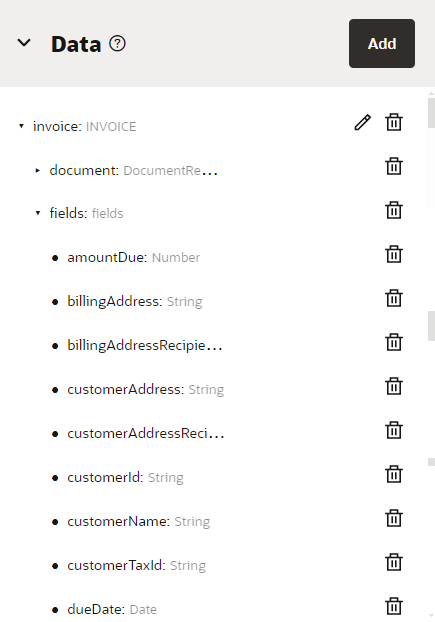 Data ?
Add
invoice: INVOICE
document: DocumentRe...
fields: fields
amountDue: Number
billingAddress: String
billingAddressRecipie...
customerAddress: String
customerAddressReci...
customerId: String
customerName: String
customerTaxId: String
dueDate: Date